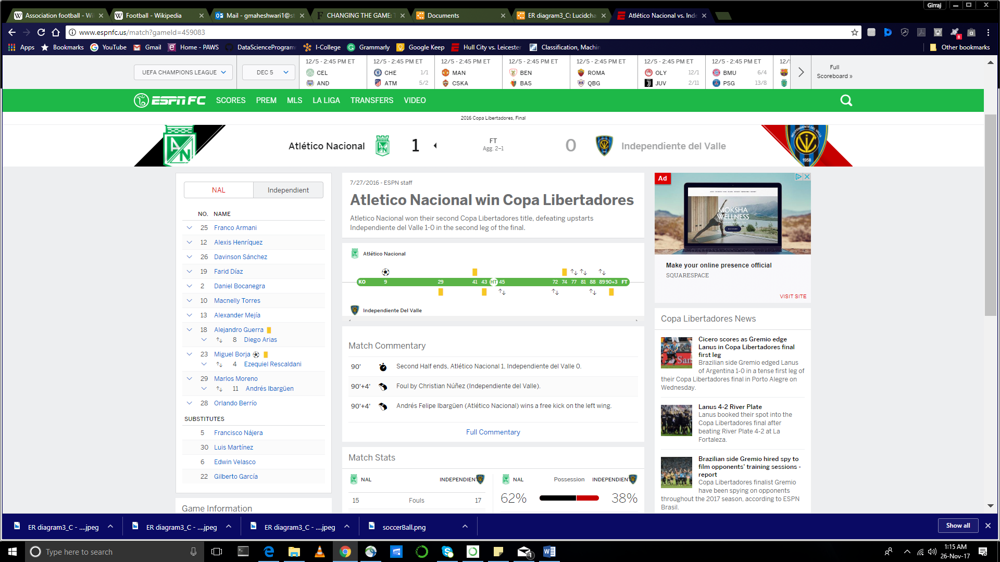 Girraj
Association football - Wi
Football - Wikipedia
Mail - gmaheshwari1@st
CHANGING THE GAME: T
Documents
ER diagram3_C: Lucidcha
Atlético Nacional vs. Inde
www.espnfc.us/match?gameId=459083
Apps
Bookmarks
YouTube
Gmail
Home - PAWS
DataScienceProgram
I-College
Grammarly
Google Keep
Hull City vs. Leicester
Classification, Machin
Other bookmarks
UEFA CHAMPIONS LEAGUE
DEC 5
12/5 - 2:45 PM ET
CEL
AND
12/5 - 2:45 PM ET
CHE 1/1
ATM 5/2
12/5 - 2:45 PM ET
MAN
CSKA
12/5 - 2:45 PM ET
BEN
BAS
12/5 - 2:45 PM ET
ROMA
QBG
12/5 - 2:45 PM ET
OLY 12/1
JUV 2/11
12/5 - 2:45 PM ET
BMU 6/4
PSG 13/8
12/5
Full
Scoreboard »
ESPN FC SCORES PREM MLS LA LIGA TRANSFERS VIDEO
2016 Copa Libertadores, Final
Atlético Nacional 1 FT 0 Independiente del Valle
Agg. 2-1
NAL Independient
NO. NAME
25 Franco Armani
12 Alexis Henríquez
26 Davinson Sánchez
19 Farid Díaz
2 Daniel Bocanegra
10 Macnelly Torres
13 Alexander Mejía
18 Alejandro Guerra
8 Diego Arias
23 Miguel Borja
4 Ezequiel Rescaldani
29 Marlos Moreno
11 Andrés Ibargüen
28 Orlando Berrío
SUBSTITUTES
5 Francisco Nájera
30 Luis Martínez
6 Edwin Velasco
22 Gilberto García
Game Information
7/27/2016 - ESPN staff
Atletico Nacional win Copa Libertadores
Atletico Nacional won their second Copa Libertadores title, defeating upstarts
Independiente del Valle 1-0 in the second leg of the final.
Atlético Nacional
KO 9 29 41 43 HT 45 72 74 77 81 88 89 90+3 FT
Independiente Del Valle
Match Commentary
90' Second Half ends, Atlético Nacional 1, Independiente del Valle 0.
90'+4' Foul by Christian Núñez (Independiente del Valle).
90'+4' Andrés Felipe Ibargüen (Atlético Nacional) wins a free kick on the left wing.
Full Commentary
Match Stats
NAL INDEPENDIENT
15 Fouls 17
NAL Possession INDEPENDIENT
62% 38%
Ad
MOKSHA
WELLNESS
Make your online presence official
SQUARESPACE
VISIT SITE
Copa Libertadores News
Cicero scores as Gremio edge
Lanus in Copa Libertadores final
first leg
Brazilian side Gremio edged Lanus
of Argentina 1-0 in a tense first leg of
their Copa Libertadores final in Porto Alegre on
Wednesday.
Lanus 4-2 River Plate
Lanus booked their spot into the
Copa Libertadores final after
beating River Plate 4-2 at La
Fortaleza.
Brazilian side Gremio hired spy to
film opponents' training sessions -
report
Copa Libertadores finalist Gremio
have been spying on opponents
throughout the 2017 season, according to ESPN
Brasil.
ER diagram3_C - ....jpeg
ER diagram3_C - ....jpeg
ER diagram3_C - ....jpeg
soccerBall.png
Show all
Type here to search
1:15 AM
26-Nov-17